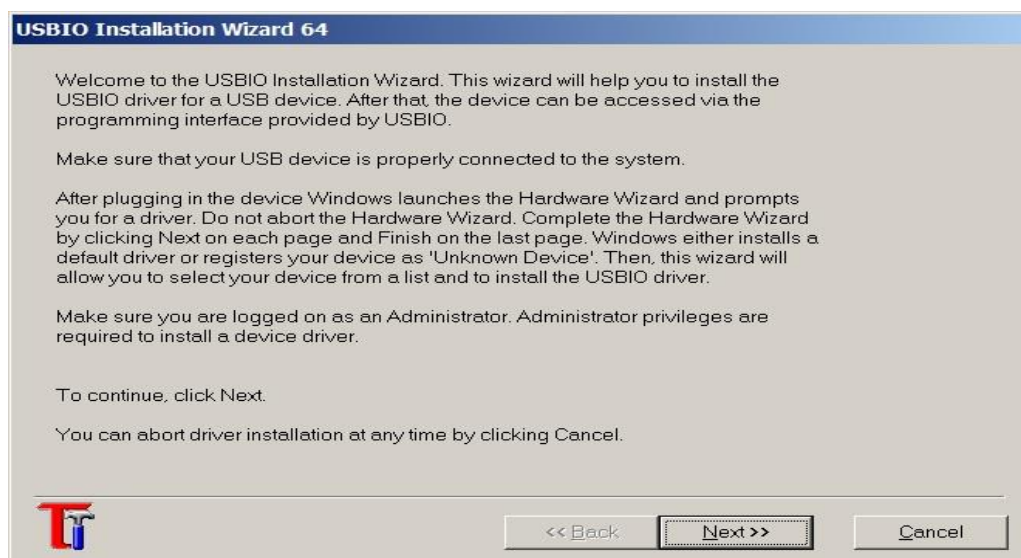 USBIO Installation Wizard 64
Welcome to the USBIO Installation Wizard. This wizard will help you to install the
USBIO driver for a USB device. After that, the device can be accessed via the
programming interface provided by USBIO.
Make sure that your USB device is properly connected to the system.
After plugging in the device Windows launches the Hardware Wizard and prompts
you for a driver. Do not abort the Hardware Wizard. Complete the Hardware Wizard
by clicking Next on each page and Finish on the last page. Windows either installs a
default driver or registers your device as 'Unknown Device'. Then, this wizard will
allow you to select your device from a list and to install the USBIO driver.
Make sure you are logged on as an Administrator. Administrator privileges are
required to install a device driver.
To continue, click Next.
You can abort driver installation at any time by clicking Cancel.
<< Back Next >> Cancel